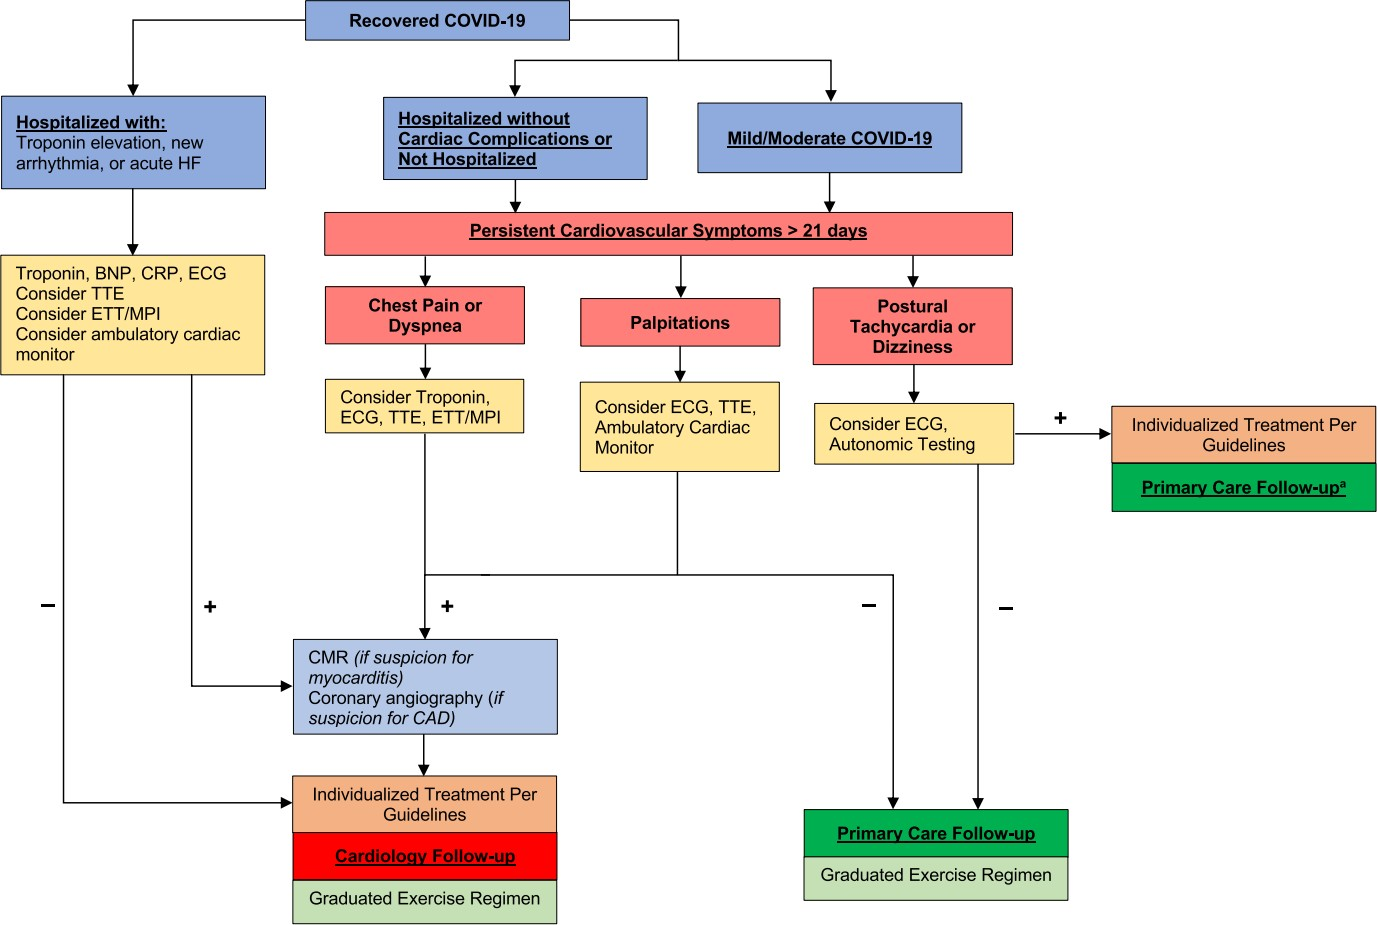 Recovered COVID-19
Hospitalized with:
Troponin elevation, new
arrhythmia, or acute HF
Hospitalized without
Cardiac Complications or
Not Hospitalized
Mild/Moderate COVID-19
Persistent Cardiovascular Symptoms > 21 days
Troponin, BNP, CRP, ECG
Consider TTE
Consider ETT/MPI
Consider ambulatory cardiac
monitor
Chest Pain or
Dyspnea
Palpitations
Postural
Tachycardia or
Dizziness
Consider Troponin,
ECG, TTE, ETT/MPI
Consider ECG, TTE,
Ambulatory Cardiac
Monitor
Consider ECG,
Autonomic Testing
+
Individualized Treatment Per
Guidelines
Primary Care Follow-upᵃ
–
+
+
–
–
CMR (if suspicion for
myocarditis)
Coronary angiography (if
suspicion for CAD)
Individualized Treatment Per
Guidelines
Cardiology Follow-up
Graduated Exercise Regimen
Primary Care Follow-up
Graduated Exercise Regimen